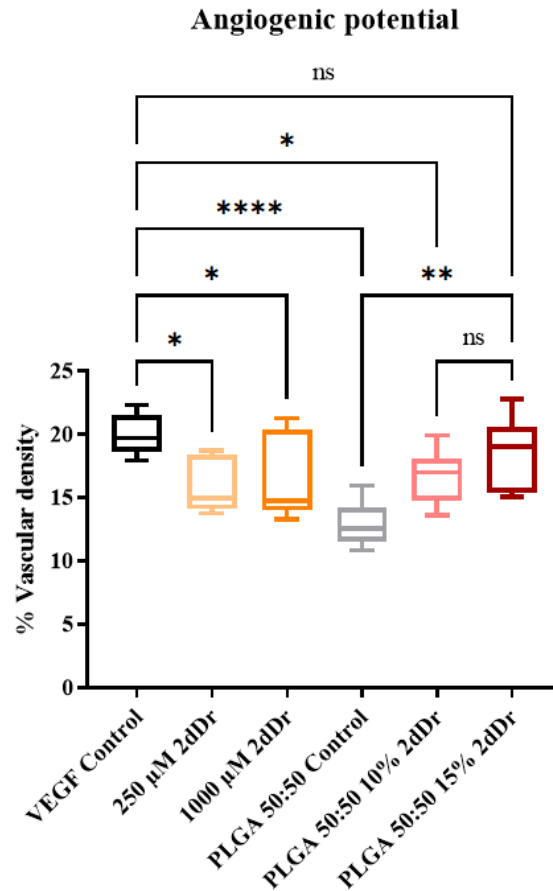 Angiogenic potential
ns
*
****
*
**
*
ns
% Vascular density
25
20
15
10
5
0
VEGF Control
250 µM 2dDr
1000 µM 2dDr
PLGA 50:50 Control
PLGA 50:50 10% 2dDr
PLGA 50:50 15% 2dDr